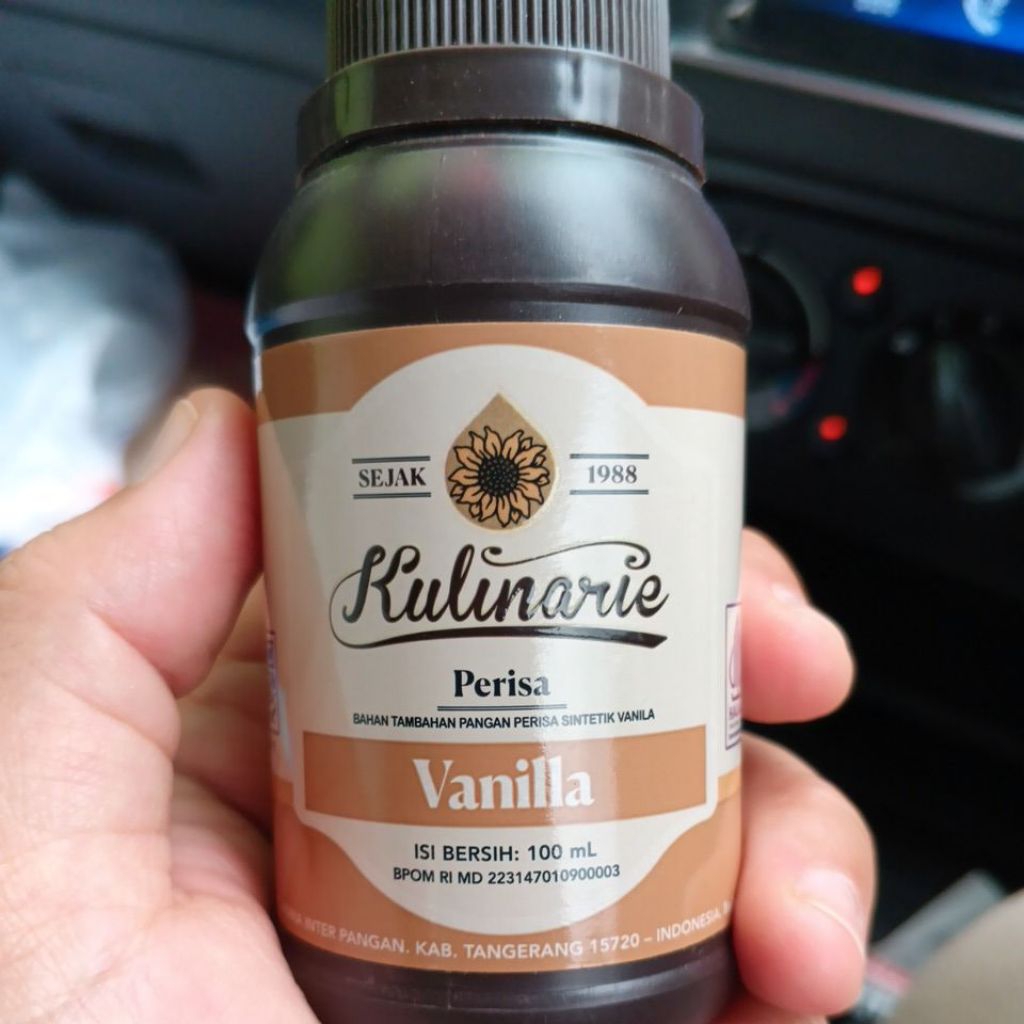 SEJAK 1988
Kulinarie
Perisa
BAHAN TAMBAHAN PANGAN PERISA SINTETIK VANILA
Vanilla
ISI BERSIH: 100 mL
BPOM RI MD 223147010900003
INTER PANGAN. KAB. TANGERANG 15720 – INDONESIA,